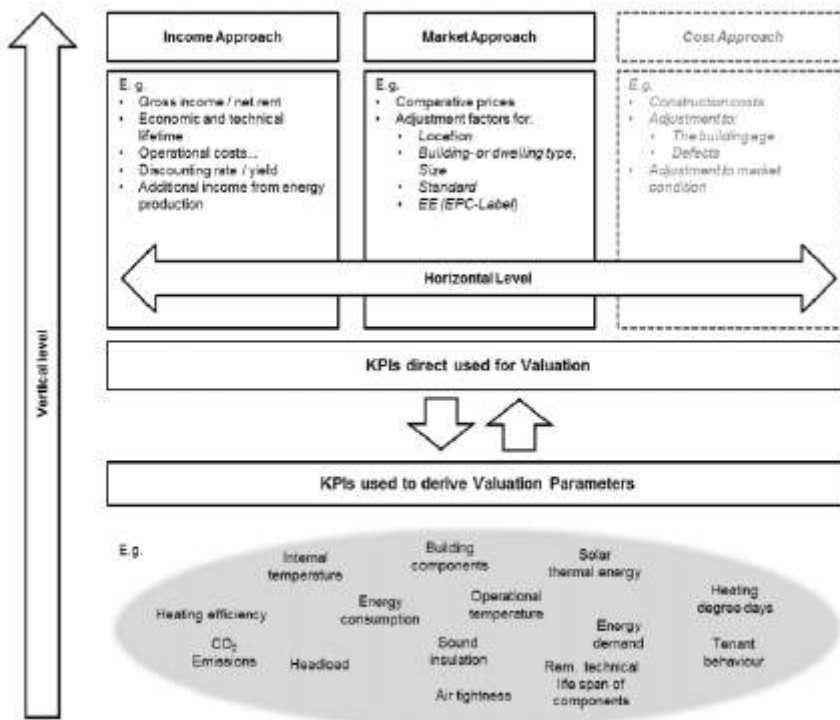 Income Approach
Market Approach
Cost Approach
E. g.
• Gross income / net rent
• Economic and technical
lifetime
• Operational costs...
• Discounting rate / yield
• Additional income from energy
production
E.g.
• Comparative prices
• Adjustment factors for:
• Location
• Building- or dwelling type,
Size
• Standard
• EE (EPC-Label)
E.g.
• Construction costs
• Adjustment to:
• The building age
• Defects
• Adjustment to market
condition
Horizontal Level
Vertical level
KPIs direct used for Valuation
KPIs used to derive Valuation Parameters
E.g.
Internal
temperature
Building
components
Solar
thermal energy
Heating
degree days
Heating efficiency
Energy
consumption
Operational
temperature
Energy
demand
Tenant
behaviour
CO₂
Emissions
Headload
Sound
insulation
Rem. technical
life span of
components
Air tightness